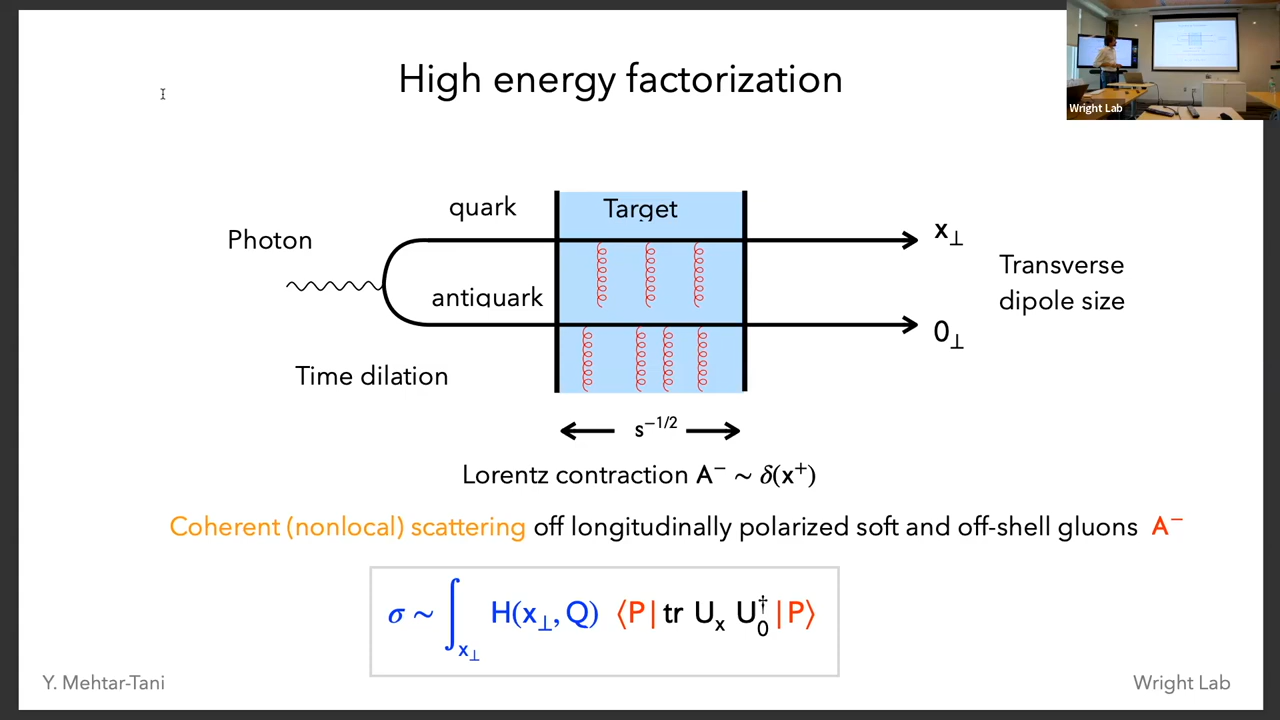 High energy factorization
Wright Lab
quark
Target
Photon
x⊥
Transverse
dipole size
antiquark
0⊥
Time dilation
s^{−1/2}
Lorentz contraction A⁻ ~ δ(x⁺)
Coherent (nonlocal) scattering off longitudinally polarized soft and off-shell gluons A⁻
σ ~ ∫_{x⊥} H(x⊥, Q) ⟨P| tr U_x U_0^† |P⟩
Y. Mehtar-Tani
Wright Lab